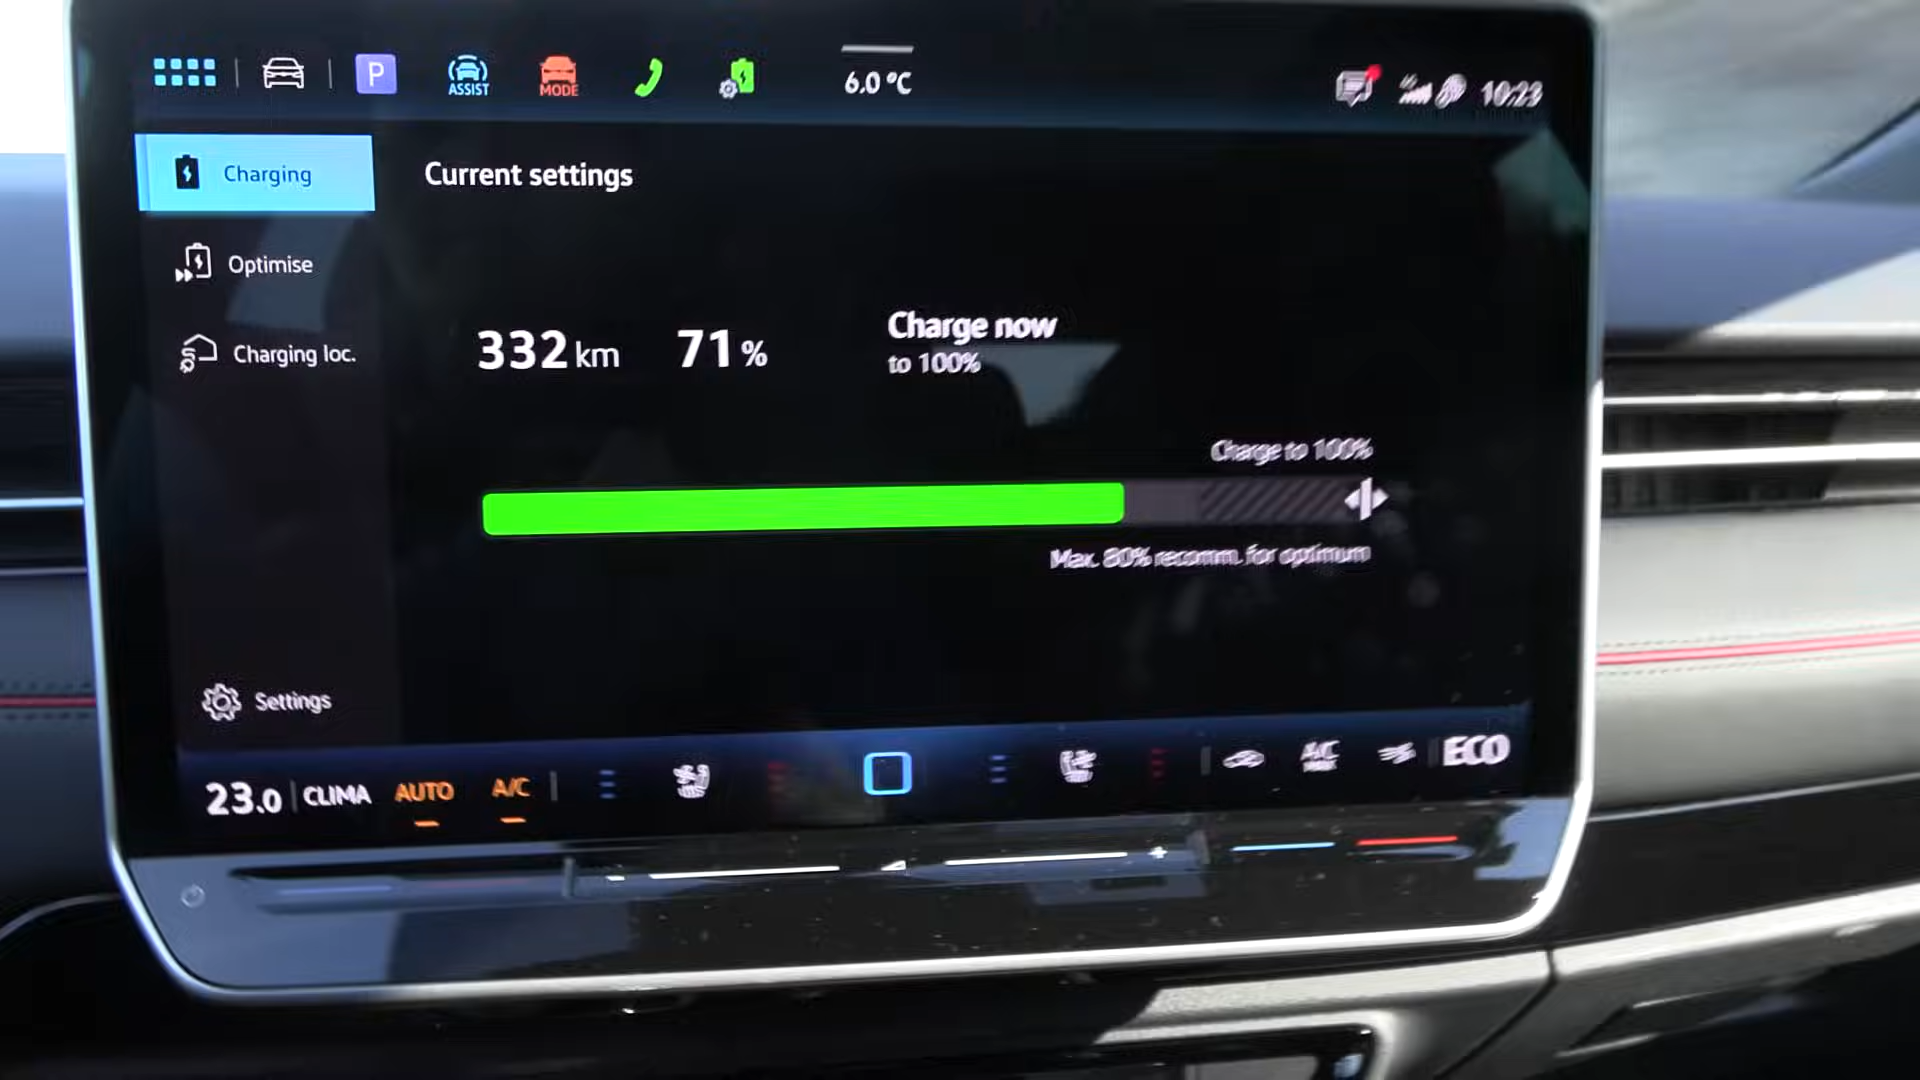 P ASSIST MODE 6.0 °C 10:23
Charging
Current settings
Optimise
Charging loc.
332 km 71 %
Charge now
to 100%
Charge to 100%
Max. 80% recomm. for optimum
Settings
23.0 CLIMA AUTO A/C A/C MAX ECO